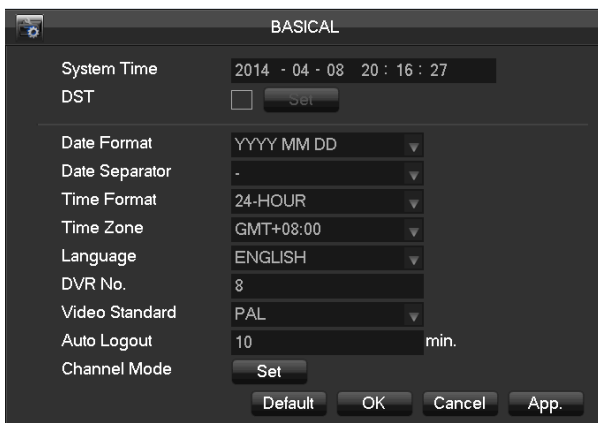 BASICAL
System Time 2014 - 04 - 08 20 : 16 : 27
DST Set
Date Format YYYY MM DD
Date Separator -
Time Format 24-HOUR
Time Zone GMT+08:00
Language ENGLISH
DVR No. 8
Video Standard PAL
Auto Logout 10 min.
Channel Mode Set
Default OK Cancel App.